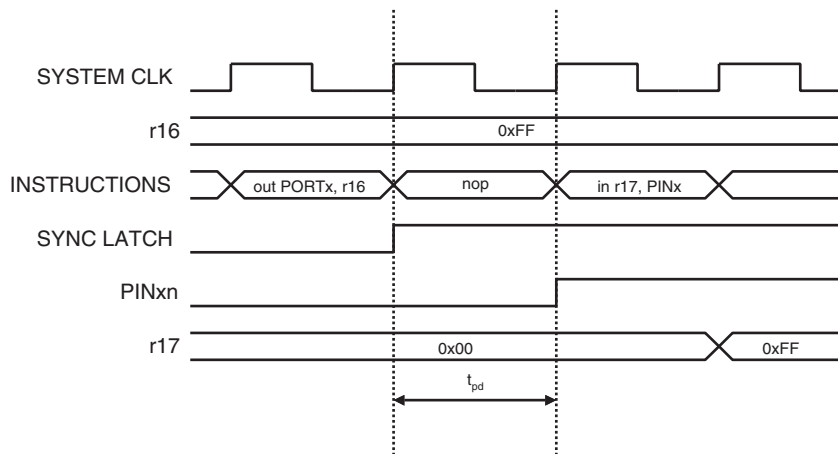 SYSTEM CLK
r16
0xFF
INSTRUCTIONS
out PORTx, r16
nop
in r17, PINx
SYNC LATCH
PINxn
r17
0x00
0xFF
tpd